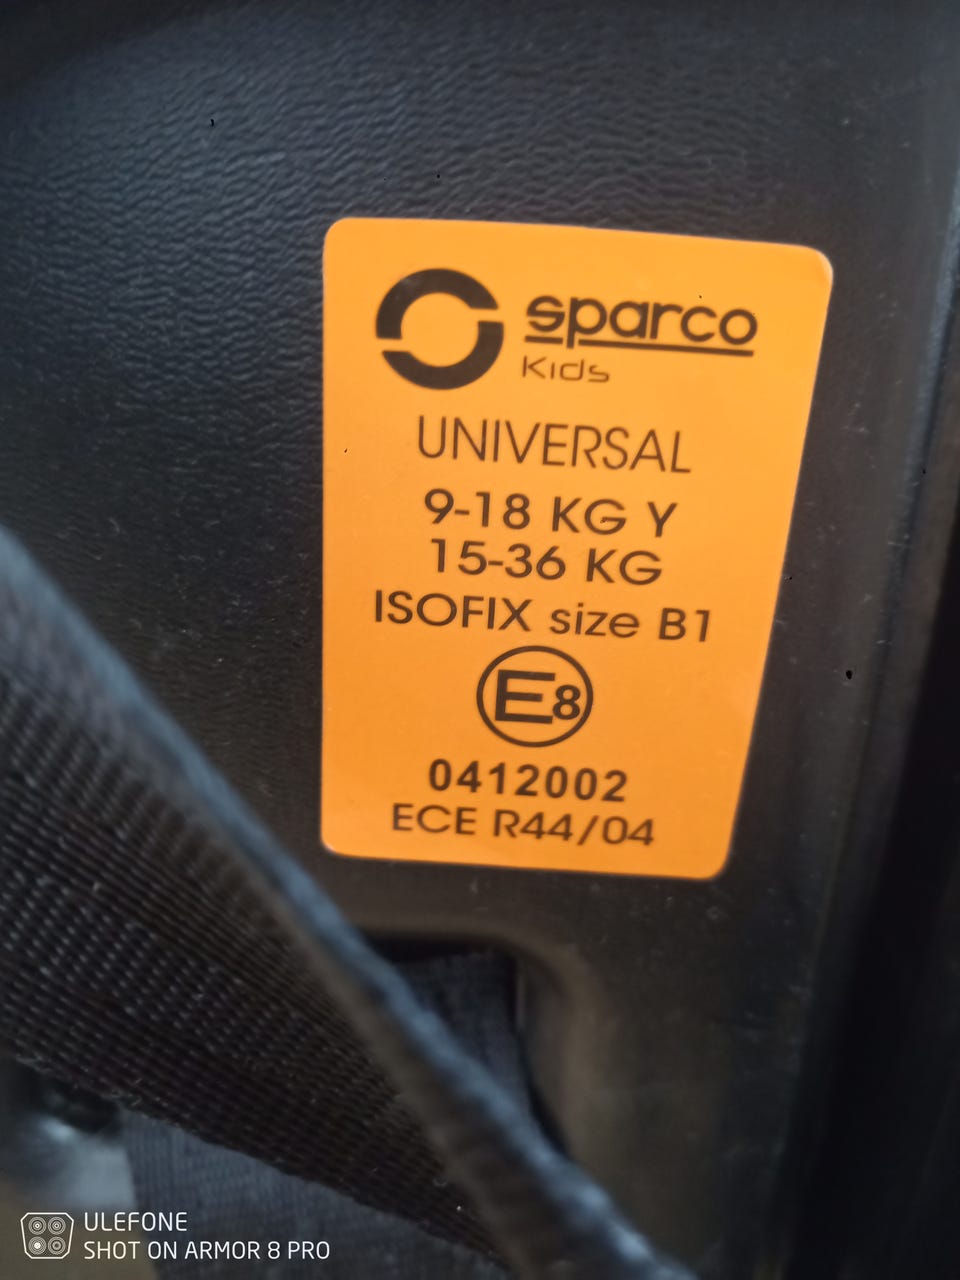 sparco
Kids
UNIVERSAL
9-18 KG Y
15-36 KG
ISOFIX size B1
E8
0412002
ECE R44/04
ULEFONE
SHOT ON ARMOR 8 PRO